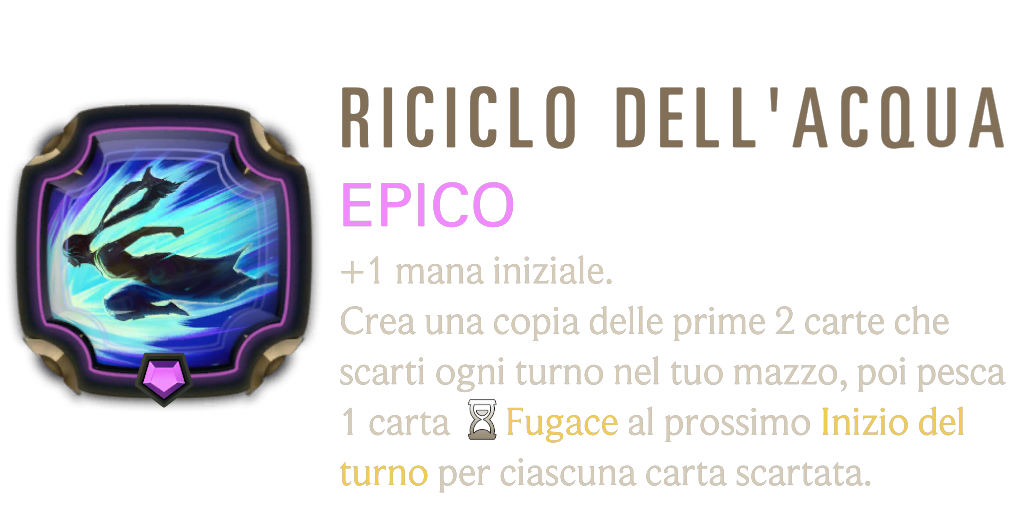 RICICLO DELL'ACQUA
EPICO
+1 mana iniziale.
Crea una copia delle prime 2 carte che
scarti ogni turno nel tuo mazzo, poi pesca
1 carta Fugace al prossimo Inizio del
turno per ciascuna carta scartata.